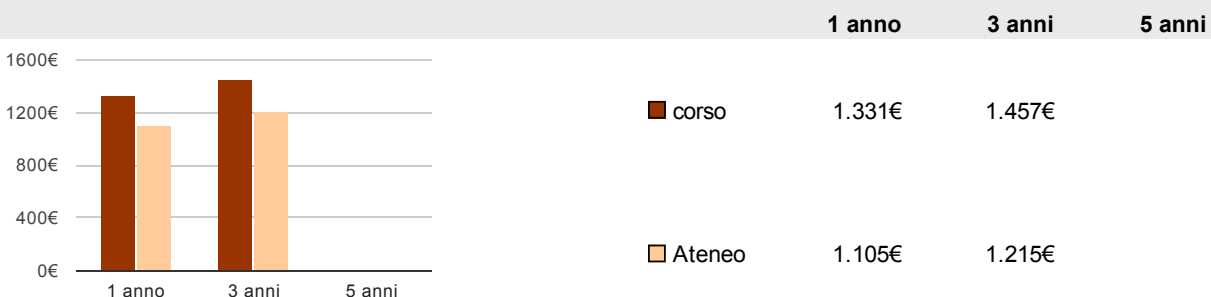 1 anno 3 anni 5 anni
1600€
1200€
800€
400€
0€
1 anno 3 anni 5 anni
corso 1.331€ 1.457€
Ateneo 1.105€ 1.215€